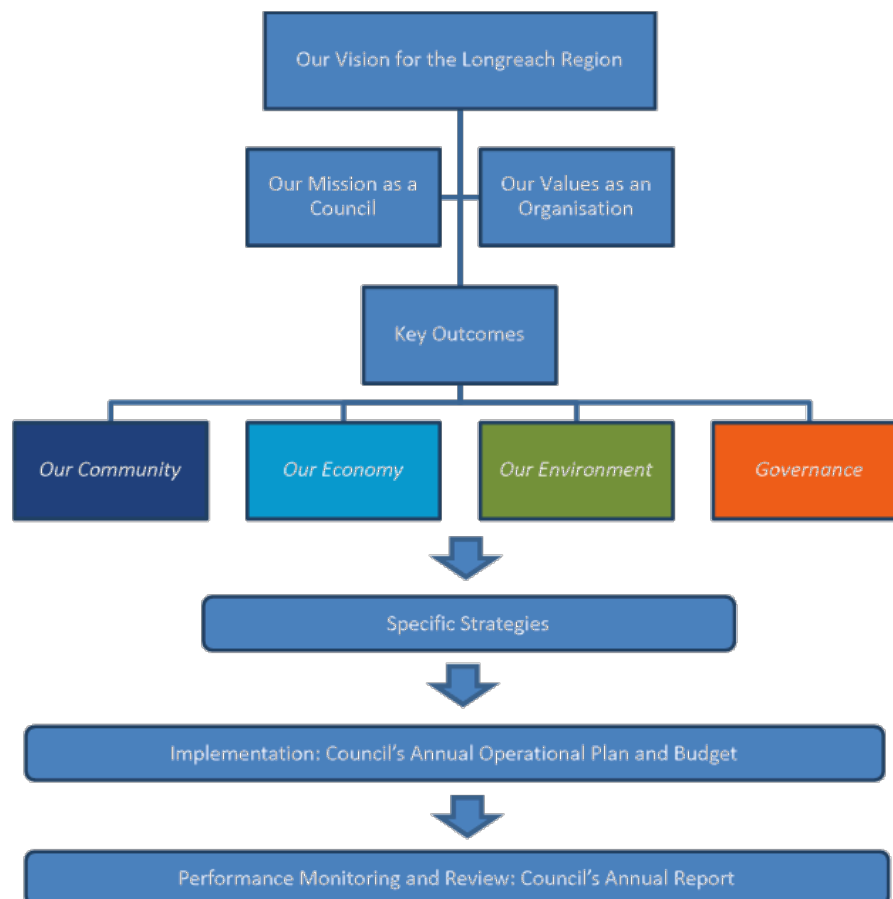 Our Vision for the Longreach Region
Our Mission as a
Council
Our Values as an
Organisation
Key Outcomes
Our Community
Our Economy
Our Environment
Governance
Specific Strategies
Implementation: Council’s Annual Operational Plan and Budget
Performance Monitoring and Review: Council’s Annual Report